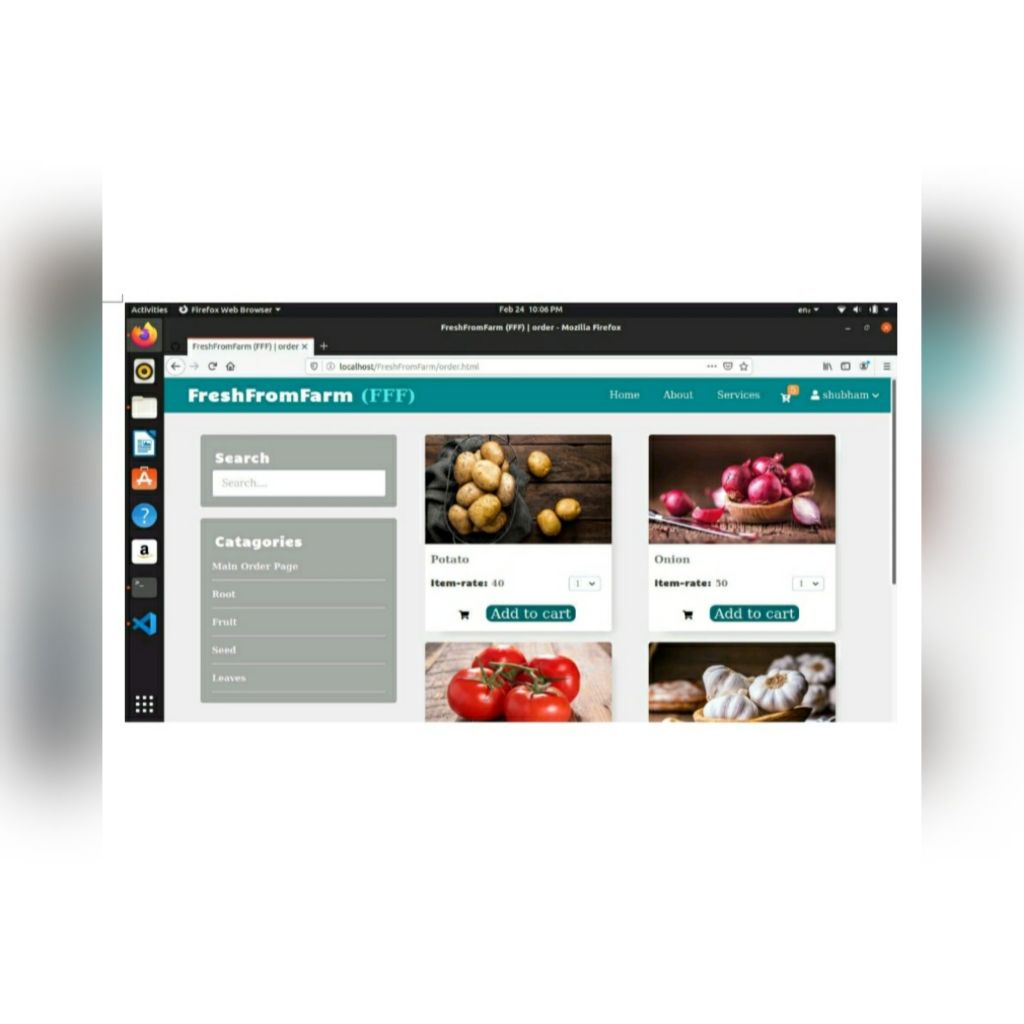 Activities Firefox Web Browser Feb 24 10:06 PM en₂
FreshFromFarm (FFF) | order - Mozilla Firefox
FreshFromFarm (FFF) | order
localhost/FreshFromFarm/order.html
FreshFromFarm (FFF) Home About Services 5 shubham
Search
Search....
Catagories
Main Order Page
Root
Fruit
Seed
Leaves
Potato
Item-rate: 40 1
Add to cart
Onion
Item-rate: 50 1
Add to cart